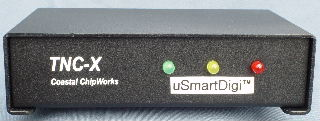 TNC-X
Coastal ChipWorks
uSmartDigi™